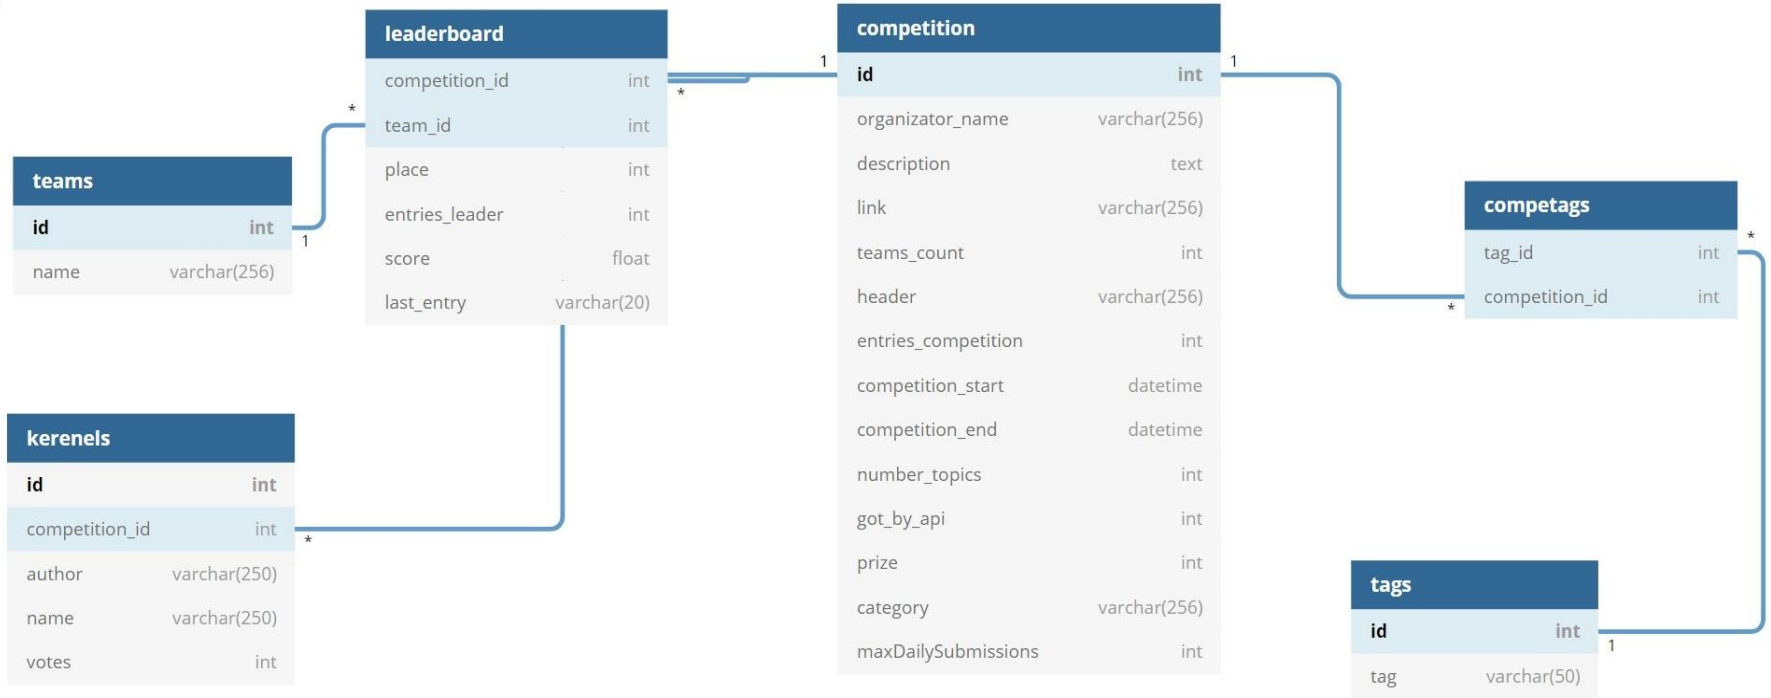 leaderboard
competition_id int
team_id int
place int
entries_leader int
score float
last_entry varchar(20)
competition
id int
organizator_name varchar(256)
description text
link varchar(256)
teams_count int
header varchar(256)
entries_competition int
competition_start datetime
competition_end datetime
number_topics int
got_by_api int
prize int
category varchar(256)
maxDailySubmissions int
teams
id int
name varchar(256)
kerenels
id int
competition_id int
author varchar(250)
name varchar(250)
votes int
competags
tag_id int
competition_id int
tags
id int
tag varchar(50)
1
*
1
*
1
*
*
*
1